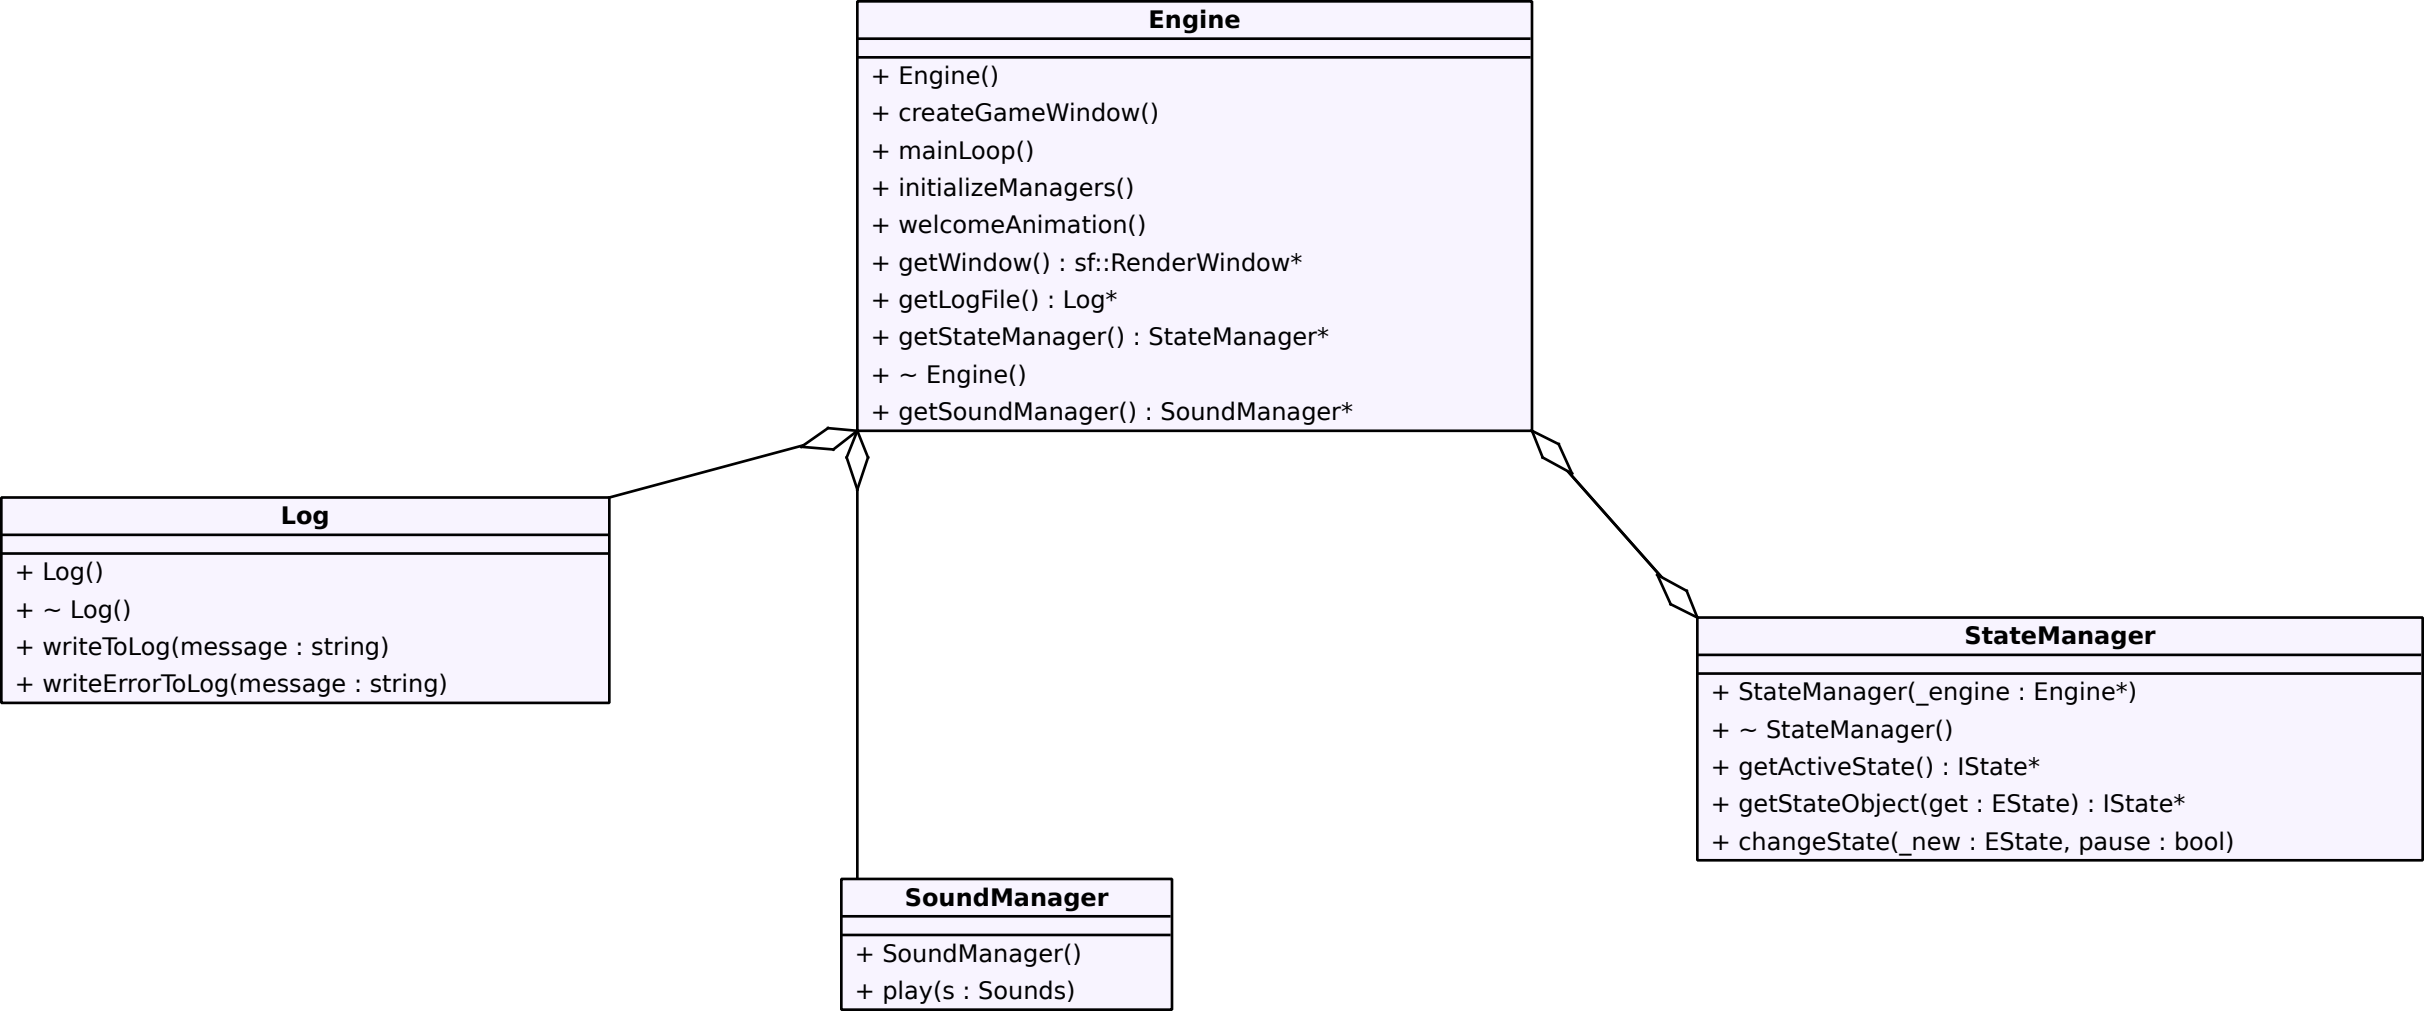 Engine
+ Engine()
+ createGameWindow()
+ mainLoop()
+ initializeManagers()
+ welcomeAnimation()
+ getWindow() : sf::RenderWindow*
+ getLogFile() : Log*
+ getStateManager() : StateManager*
+ ~ Engine()
+ getSoundManager() : SoundManager*
Log
+ Log()
+ ~ Log()
+ writeToLog(message : string)
+ writeErrorToLog(message : string)
StateManager
+ StateManager(_engine : Engine*)
+ ~ StateManager()
+ getActiveState() : IState*
+ getStateObject(get : EState) : IState*
+ changeState(_new : EState, pause : bool)
SoundManager
+ SoundManager()
+ play(s : Sounds)